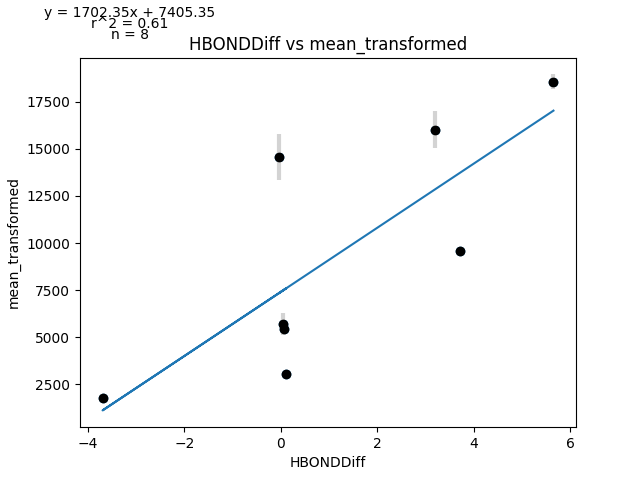 y = 1702.35x + 7405.35
r^2 = 0.61
n = 8
HBONDDiff vs mean_transformed
17500
15000
12500
10000
7500
5000
2500
mean_transformed
−4
−2
0
2
4
6
HBONDDiff